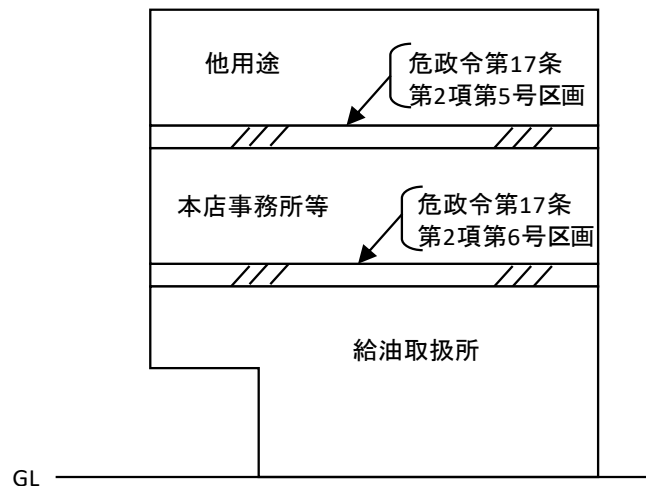 他用途
危政令第17条
第2項第5号区画
本店事務所等
危政令第17条
第2項第6号区画
給油取扱所
GL